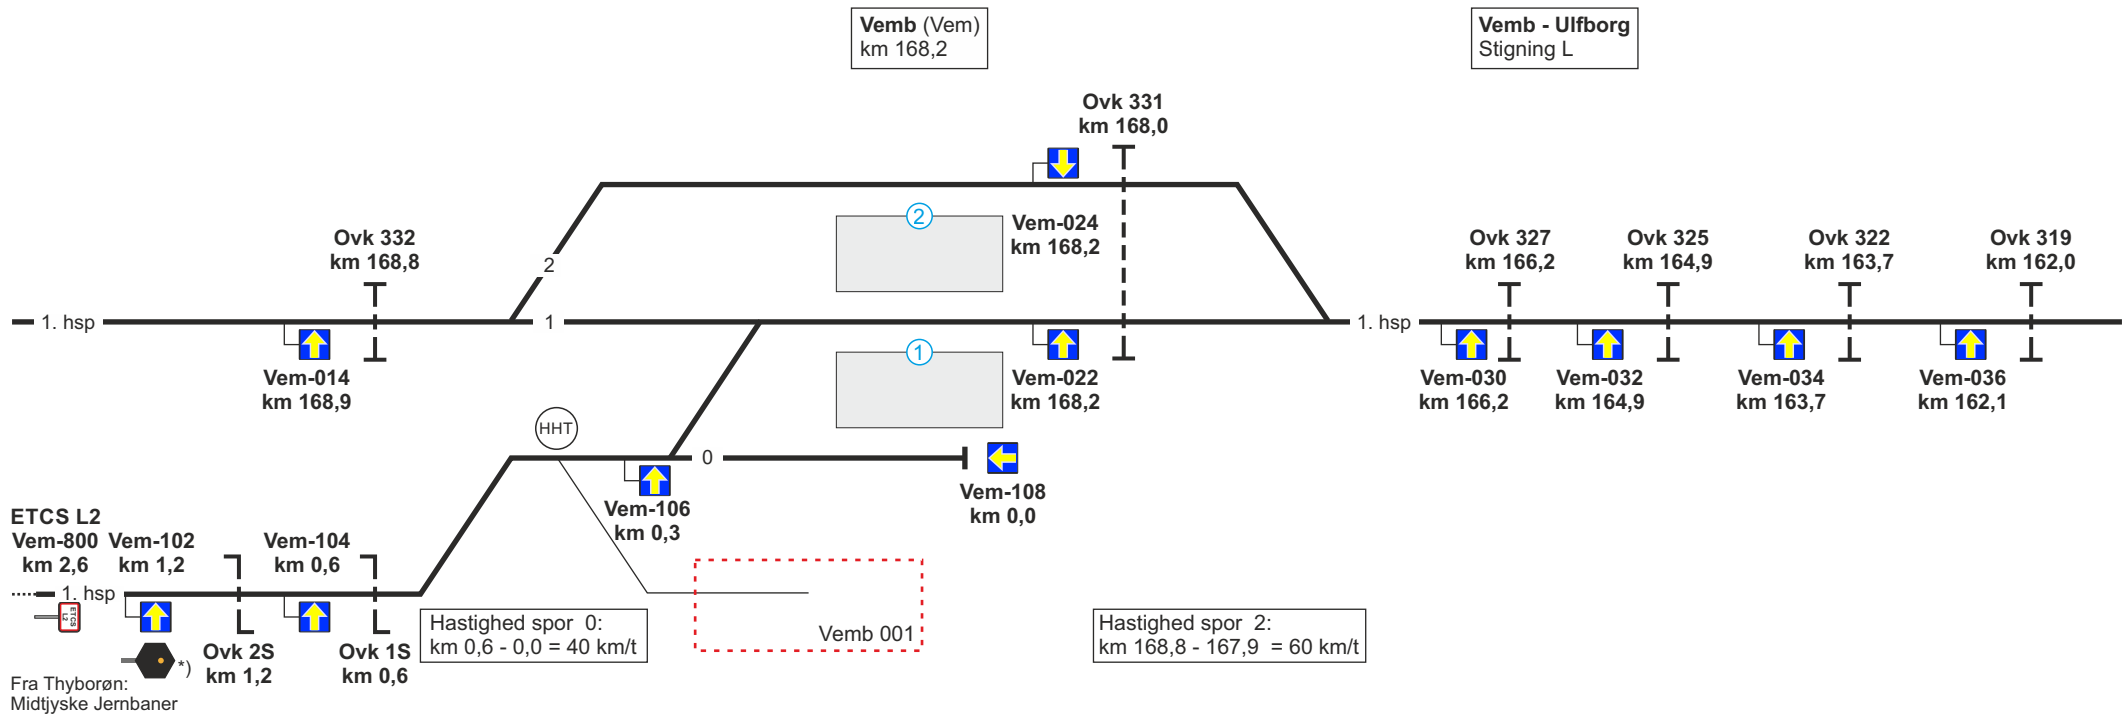 Vemb (Vem)
km 168,2
Vemb - Ulfborg
Stigning L
Ovk 331
km 168,0
2
Vem-024
km 168,2
Ovk 332
km 168,8
2
Ovk 327
km 166,2
Ovk 325
km 164,9
Ovk 322
km 163,7
Ovk 319
km 162,0
1. hsp
1
1. hsp
1
Vem-014
km 168,9
Vem-022
km 168,2
Vem-030
km 166,2
Vem-032
km 164,9
Vem-034
km 163,7
Vem-036
km 162,1
HHT
0
Vem-106
km 0,3
Vem-108
km 0,0
ETCS L2
Vem-800
km 2,6
Vem-102
km 1,2
Vem-104
km 0,6
1. hsp
ETCS
L2
*)
Ovk 2S
km 1,2
Ovk 1S
km 0,6
Hastighed spor 0:
km 0,6 - 0,0 = 40 km/t
Vemb 001
Hastighed spor 2:
km 168,8 - 167,9 = 60 km/t
Fra Thyborøn:
Midtjyske Jernbaner